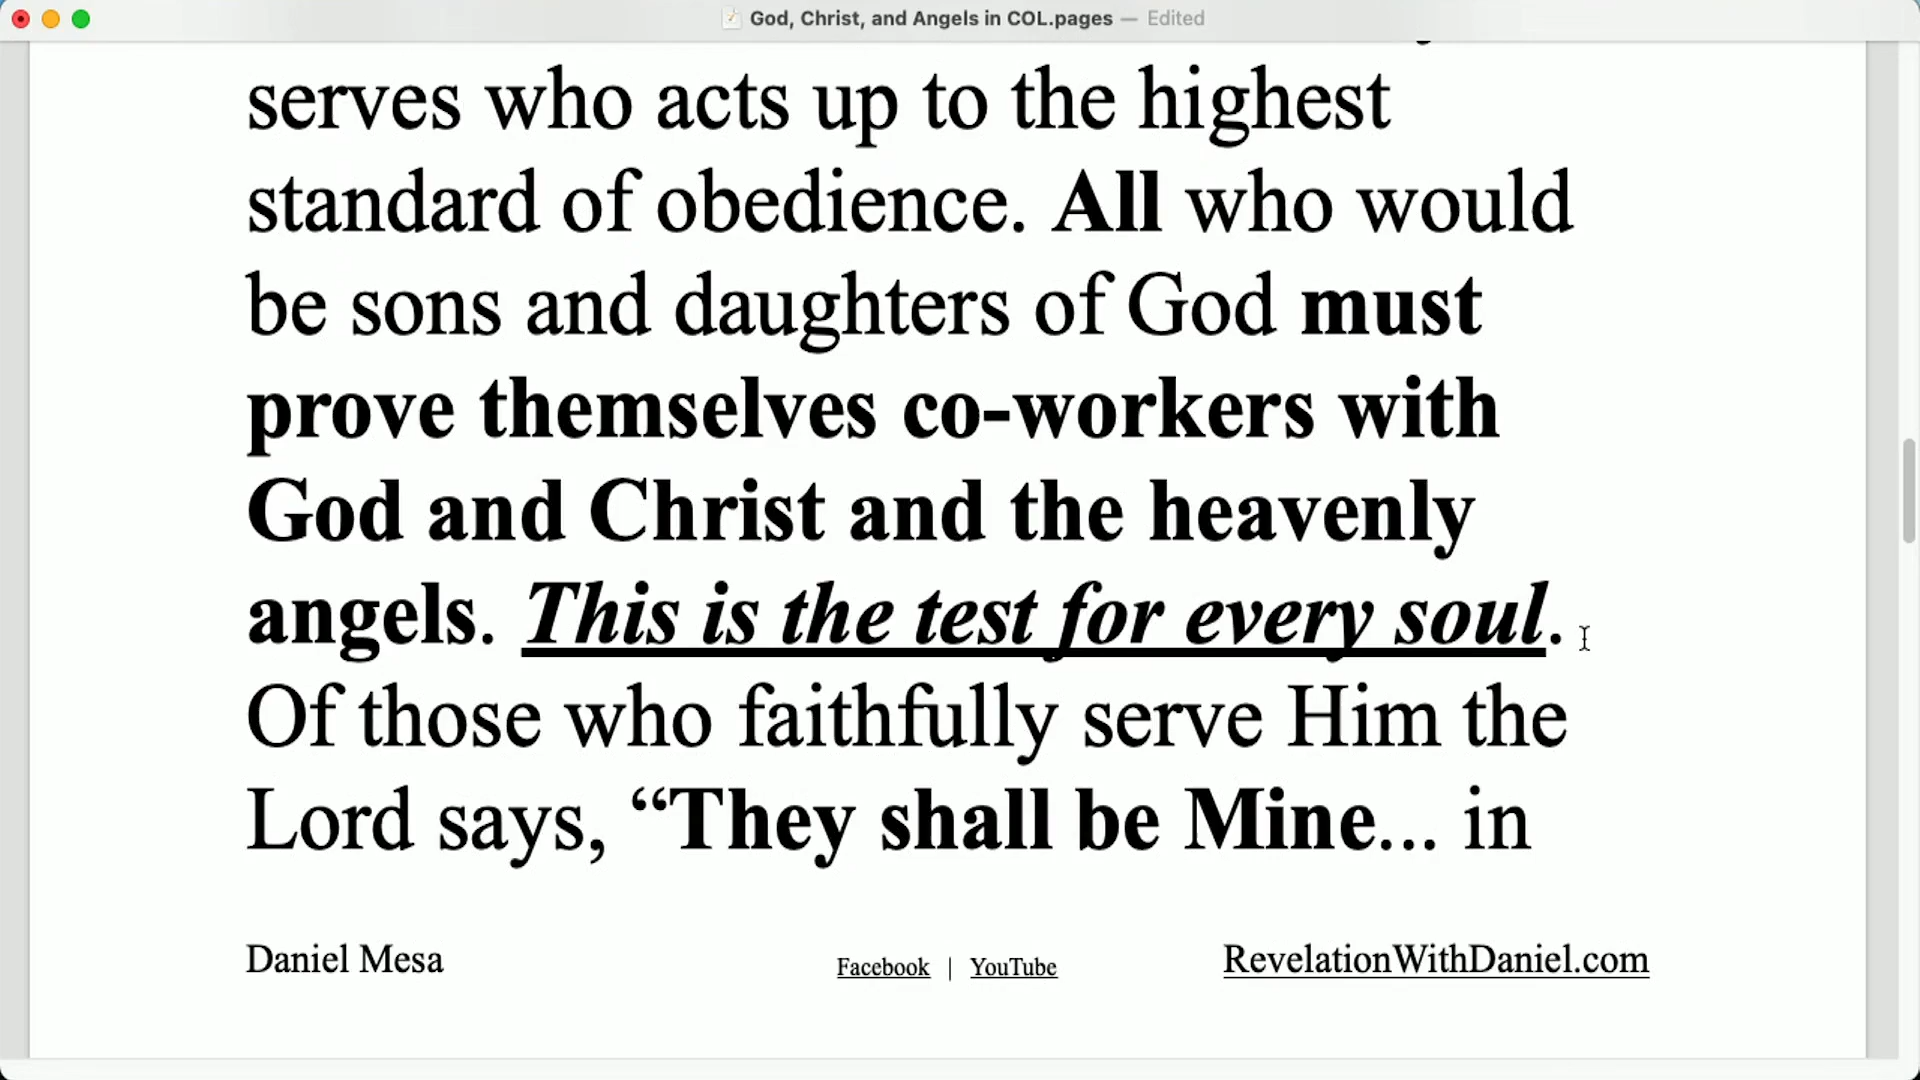 God, Christ, and Angels in COL.pages — Edited
serves who acts up to the highest
standard of obedience. All who would
be sons and daughters of God must
prove themselves co-workers with
God and Christ and the heavenly
angels. This is the test for every soul.
Of those who faithfully serve Him the
Lord says, “They shall be Mine... in
Daniel Mesa
Facebook | YouTube
RevelationWithDaniel.com